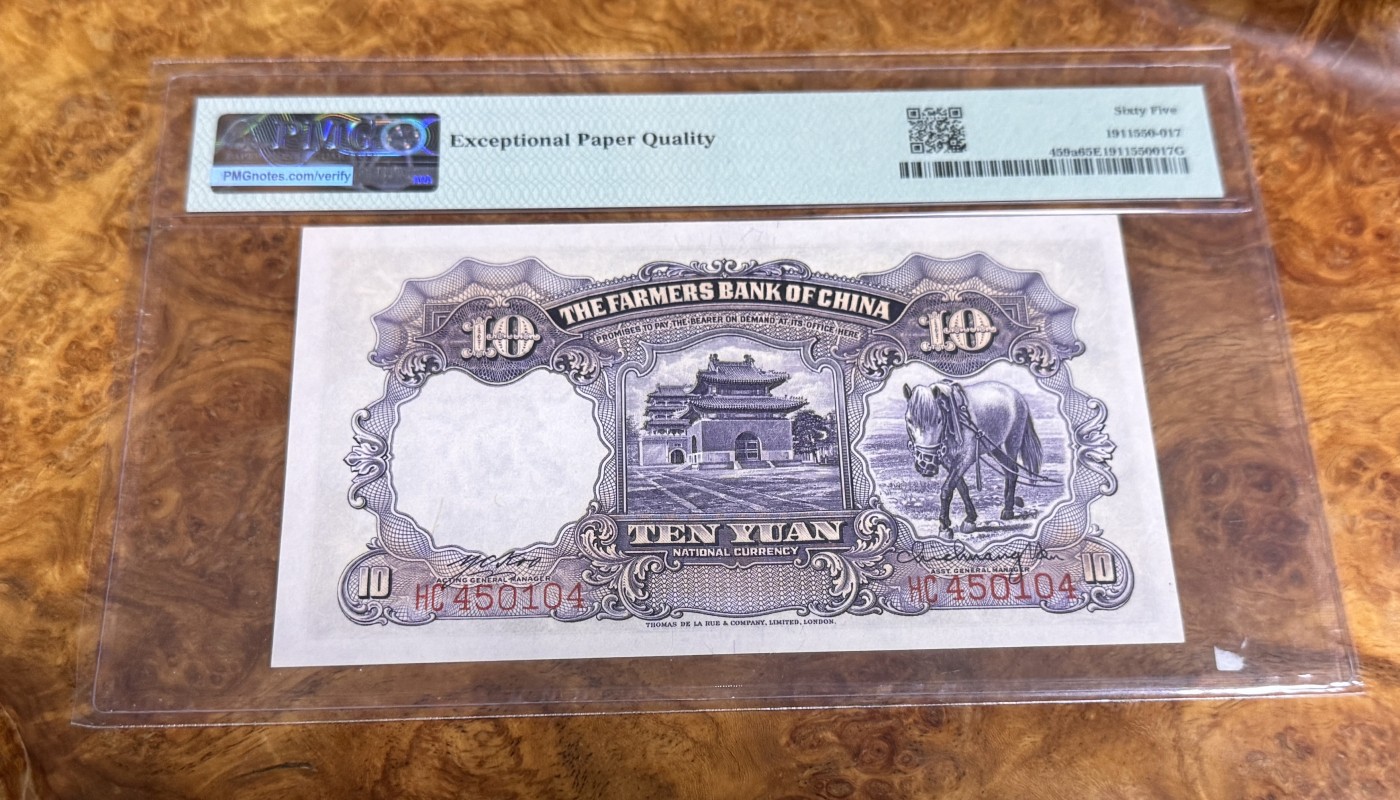 PMG
PMGnotes.com/verify
Exceptional Paper Quality
Sixty Five
1911550-017
459a65E1911550017G
THE FARMERS BANK OF CHINA
PROMISES TO PAY THE BEARER ON DEMAND AT ITS OFFICE HERE
10
10
TEN YUAN
NATIONAL CURRENCY
ACTING GENERAL MANAGER
ASST. GENERAL MANAGER
10
HC 450104
HC 450104
10
THOMAS DE LA RUE & COMPANY, LIMITED, LONDON.